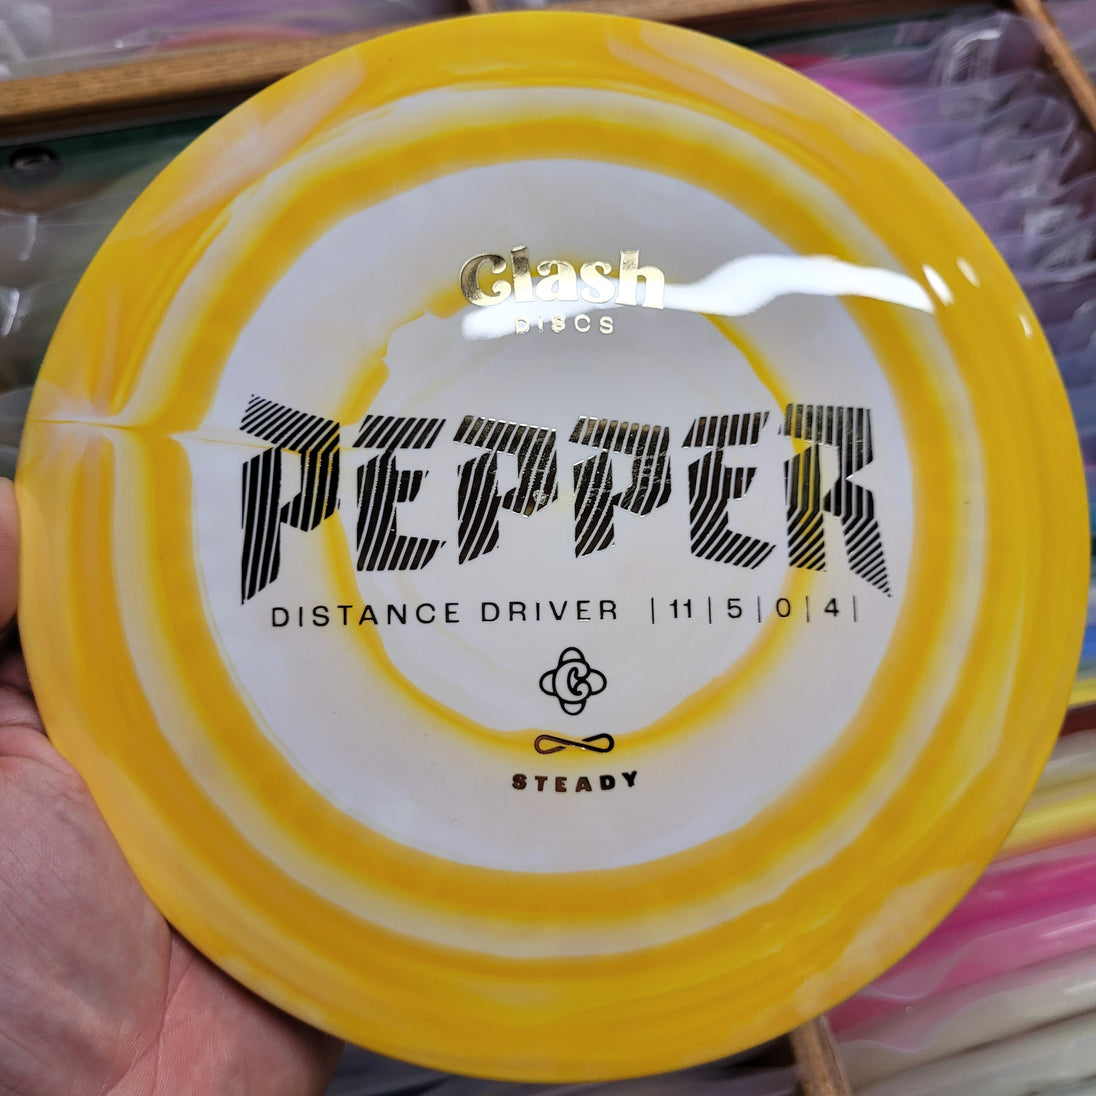 Clash
DISCS
PEPPER
DISTANCE DRIVER | 11 | 5 | 0 | 4 |
C
STEADY